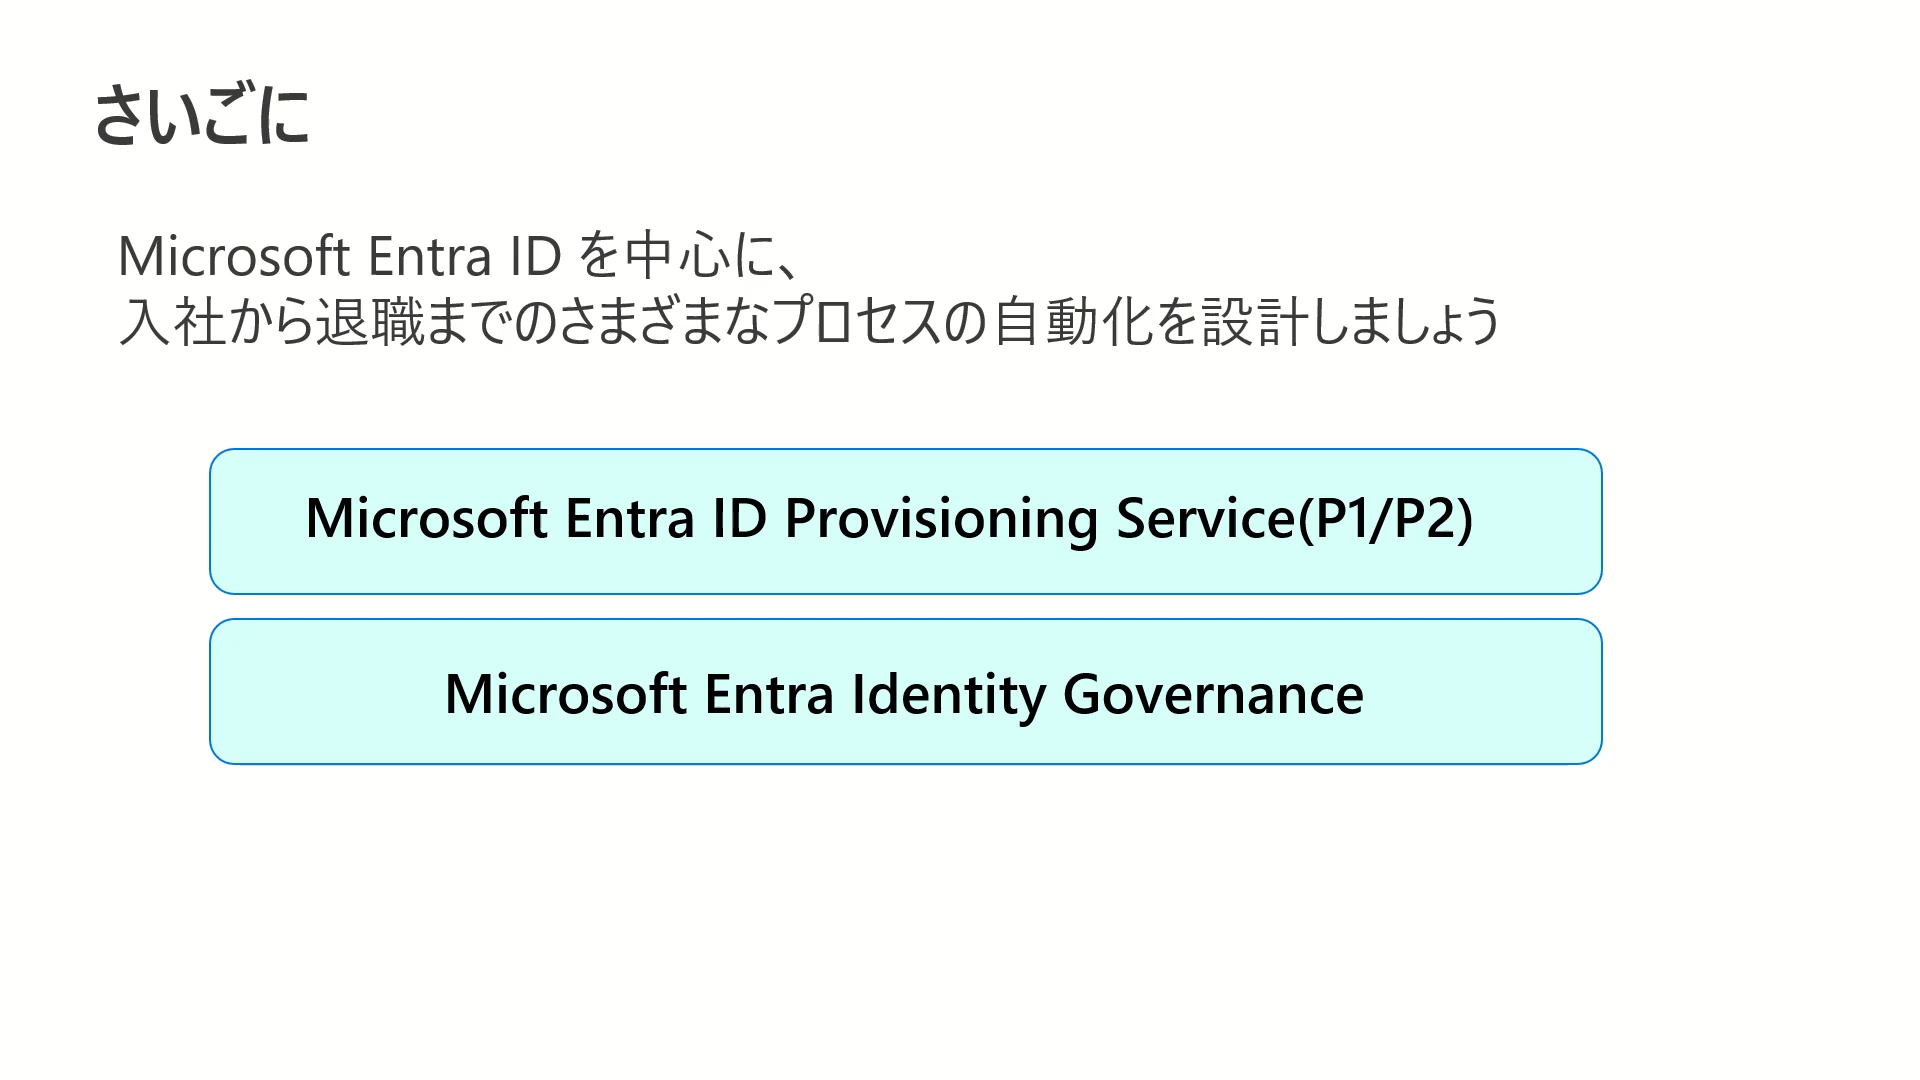 さいごに
Microsoft Entra ID を中心に、
入社から退職までのさまざまなプロセスの自動化を設計しましょう
Microsoft Entra ID Provisioning Service(P1/P2)
Microsoft Entra Identity Governance